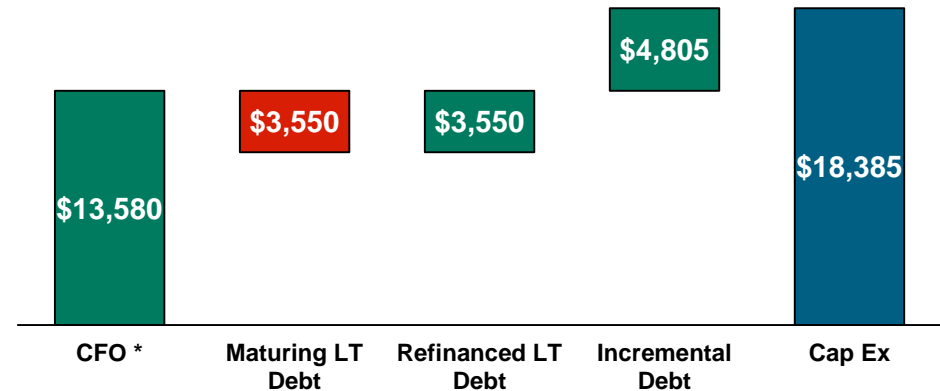 $4,805
$3,550
$3,550
$18,385
$13,580
CFO *
Maturing LT
Debt
Refinanced LT
Debt
Incremental
Debt
Cap Ex